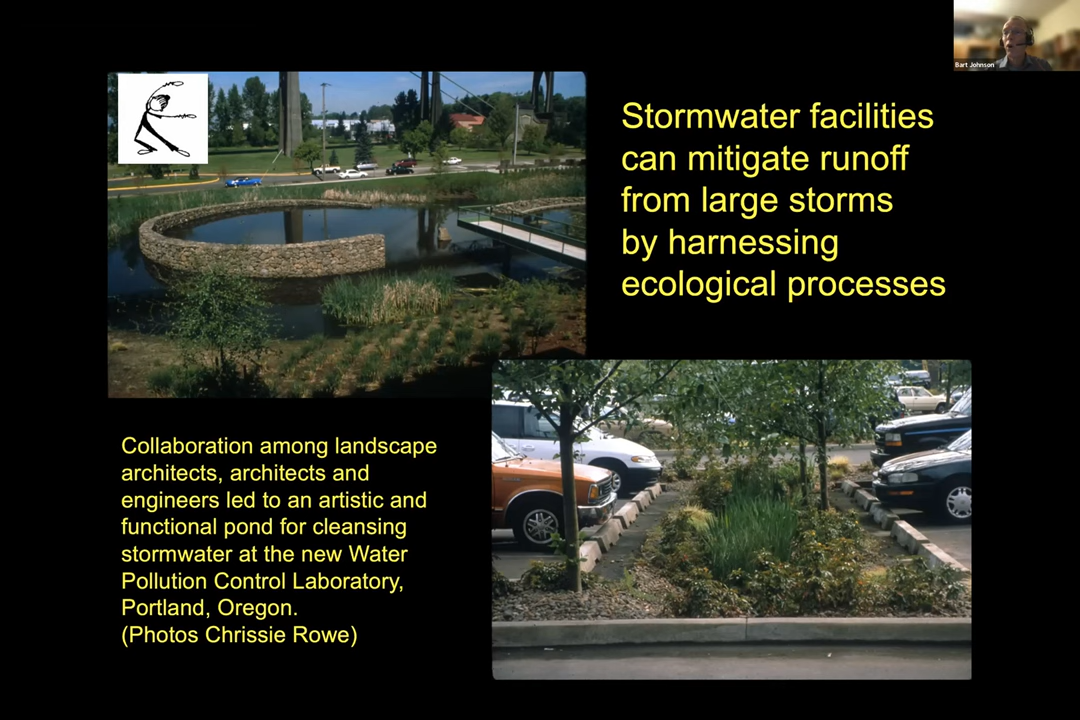 Bart Johnson
Stormwater facilities
can mitigate runoff
from large storms
by harnessing
ecological processes
Collaboration among landscape
architects, architects and
engineers led to an artistic and
functional pond for cleansing
stormwater at the new Water
Pollution Control Laboratory,
Portland, Oregon.
(Photos Chrissie Rowe)